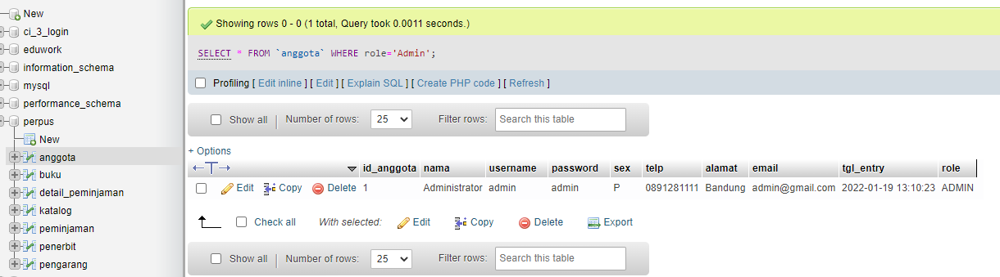 New
ci_3_login
eduwork
information_schema
mysql
performance_schema
perpus
New
anggota
buku
detail_peminjaman
katalog
peminjaman
penerbit
pengarang
Showing rows 0 - 0 (1 total, Query took 0.0011 seconds.)
SELECT * FROM `anggota` WHERE role='Admin';
Profiling [ Edit inline ] [ Edit ] [ Explain SQL ] [ Create PHP code ] [ Refresh ]
Show all Number of rows: 25 Filter rows: Search this table
+ Options
id_anggota nama username password sex telp alamat email tgl_entry role
Edit Copy Delete 1 Administrator admin admin P 0891281111 Bandung admin@gmail.com 2022-01-19 13:10:23 ADMIN
Check all With selected: Edit Copy Delete Export
Show all Number of rows: 25 Filter rows: Search this table